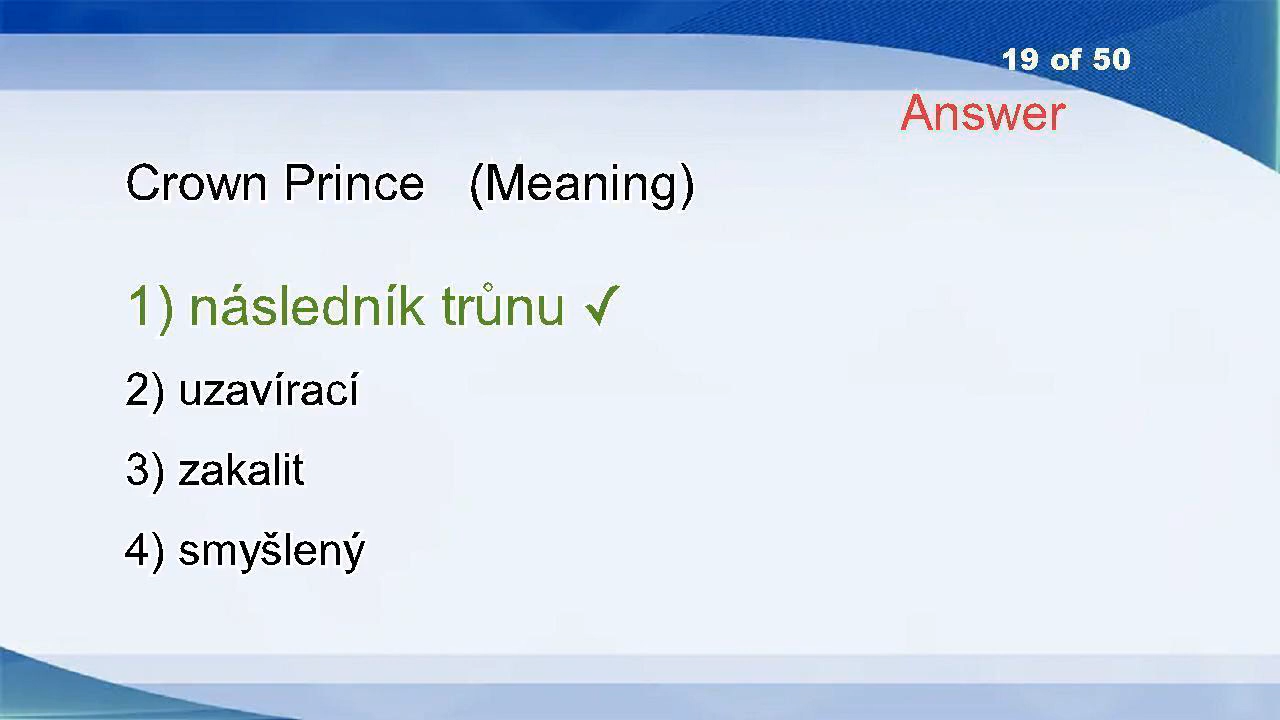 19 of 50
Answer
Crown Prince (Meaning)
1) následník trůnu ✓
2) uzavírací
3) zakalit
4) smyšlený